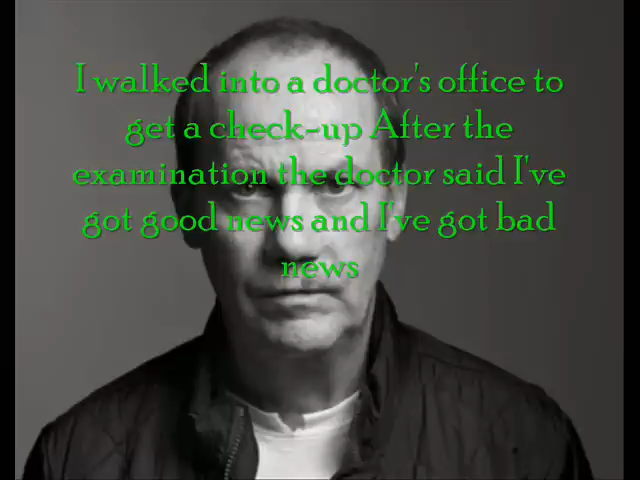 I walked into a doctor's office to
get a check-up After the
examination the doctor said I've
got good news and I've got bad
news